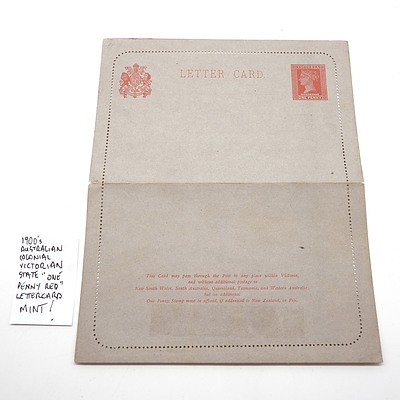 LETTER CARD
VICTORIA
ONE PENNY
This Card may pass through the Post to any place within Victoria,
and without additional postage to
New South Wales, South Australia, Queensland, Tasmania, and Western Australia;
but no additional
One Penny Stamp must be affixed, if addressed to New Zealand, or Fiji.
1900's
AUSTRALIAN
COLONIAL
VICTORIAN
STATE "ONE
PENNY RED"
LETTERCARD
MINT!